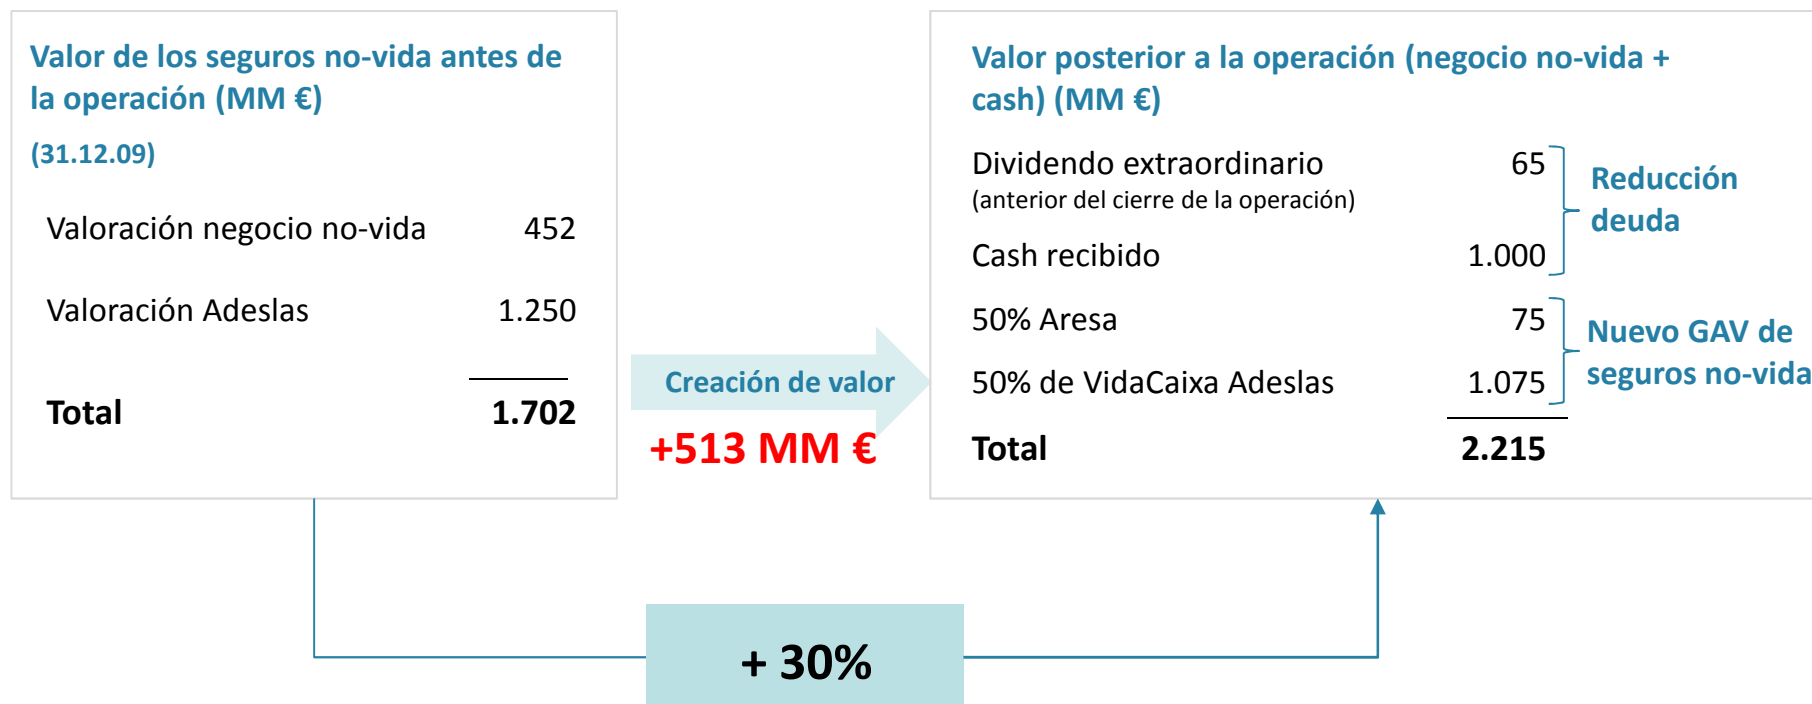 Valor de los seguros no-vida antes de
la operación (MM €)
(31.12.09)
Valoración negocio no-vida 452
Valoración Adeslas 1.250
Total 1.702
Creación de valor
+513 MM €
Valor posterior a la operación (negocio no-vida +
cash) (MM €)
Dividendo extraordinario 65
(anterior del cierre de la operación)
Cash recibido 1.000
Reducción
deuda
50% Aresa 75
50% de VidaCaixa Adeslas 1.075
Nuevo GAV de
seguros no-vida
Total 2.215
+ 30%